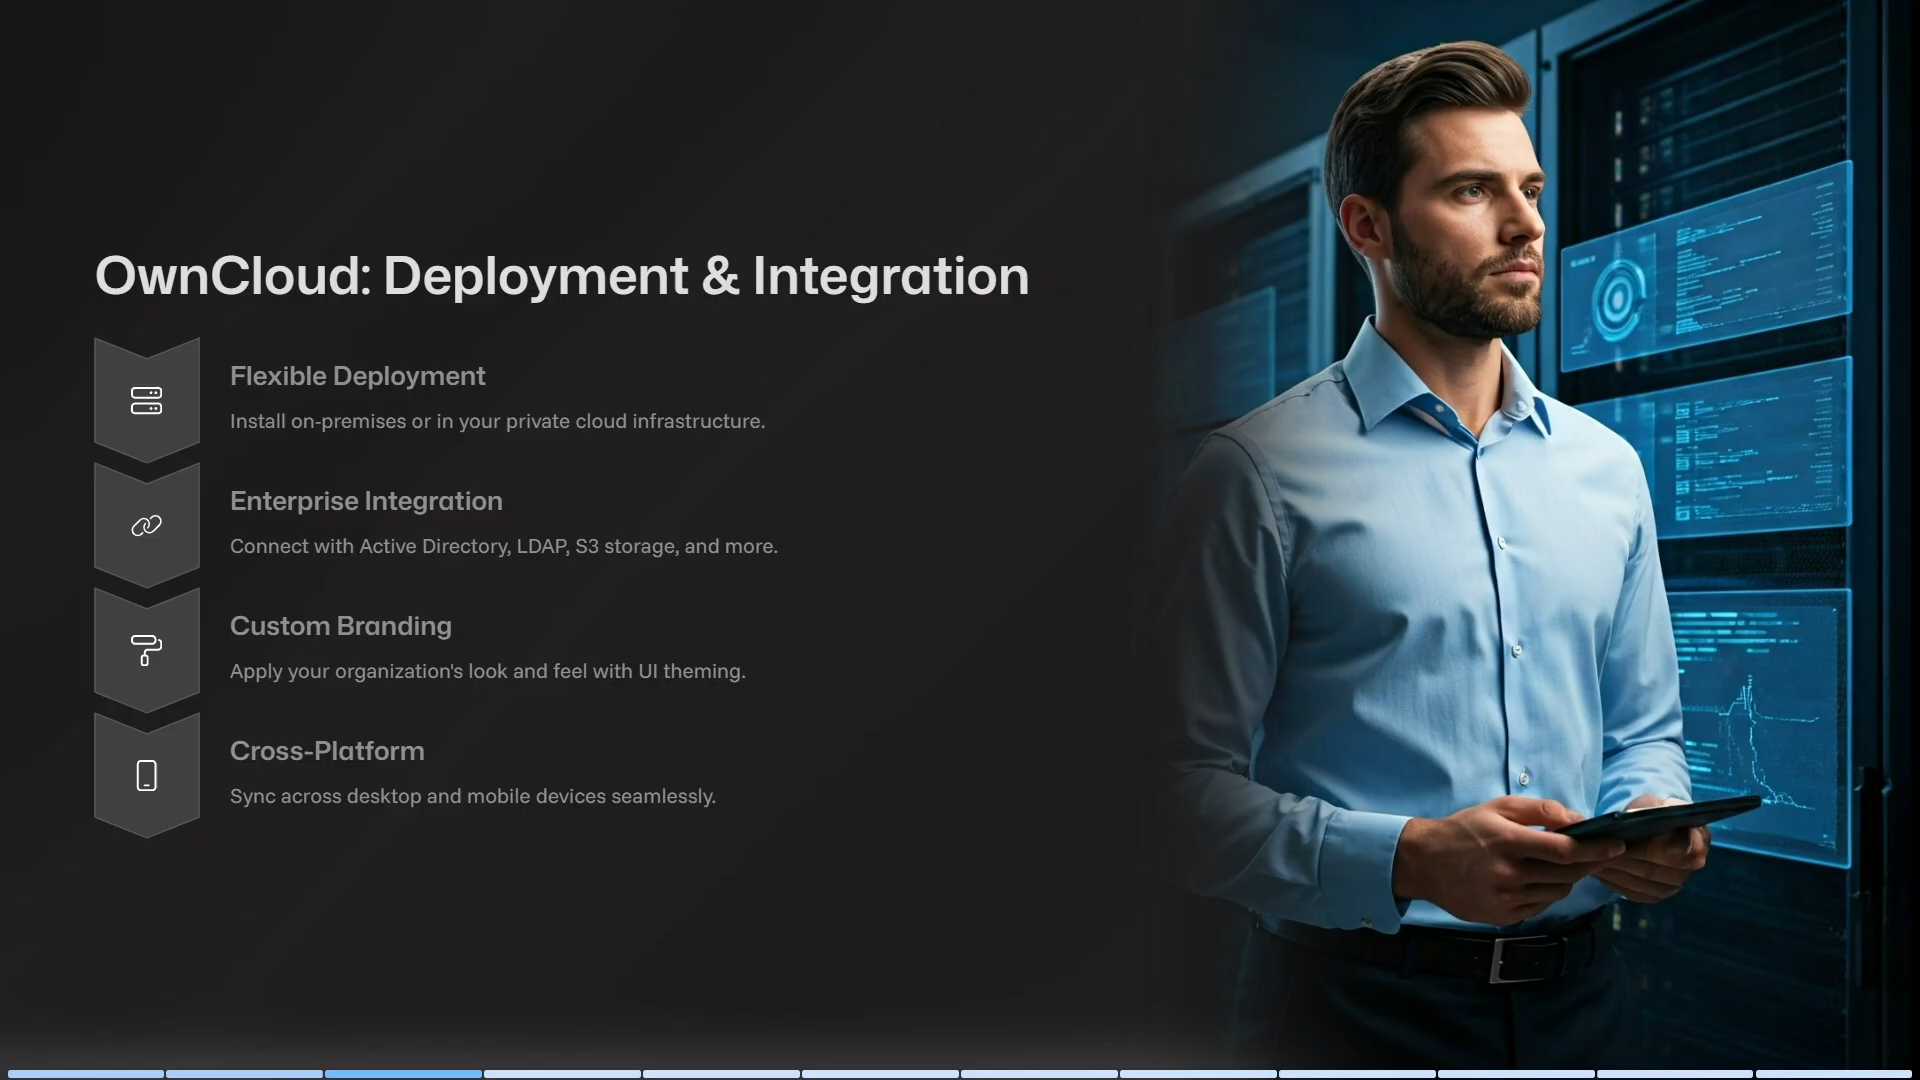 OwnCloud: Deployment & Integration
Flexible Deployment
Install on-premises or in your private cloud infrastructure.
Enterprise Integration
Connect with Active Directory, LDAP, S3 storage, and more.
Custom Branding
Apply your organization's look and feel with UI theming.
Cross-Platform
Sync across desktop and mobile devices seamlessly.